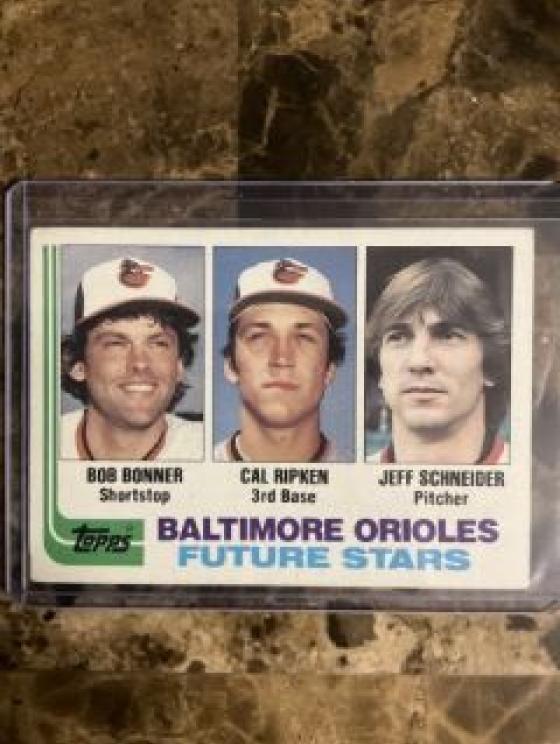 BOB BONNER
Shortstop
CAL RIPKEN
3rd Base
JEFF SCHNEIDER
Pitcher
TOPPS
BALTIMORE ORIOLES
FUTURE STARS